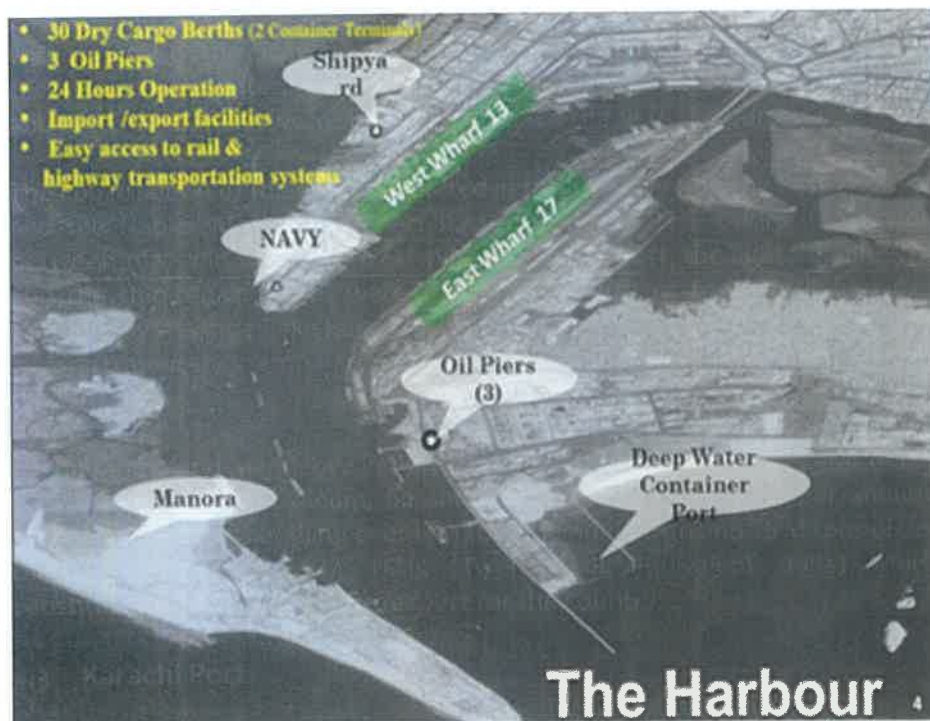 • 30 Dry Cargo Berths (2 Container Terminals)
• 3 Oil Piers
• 24 Hours Operation
• Import /export facilities
• Easy access to rail &
highway transportation systems
Shipya
rd
West Wharf 13
NAVY
East Wharf 17
Oil Piers
(3)
Deep Water
Container
Port
Manora
Karachi Port
The Harbour
4